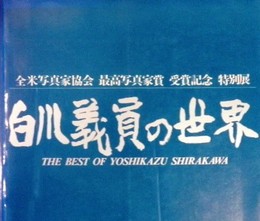 全米写真家協会 最高写真家賞 受賞記念 特別展
白川義員の世界
THE BEST OF YOSHIKAZU SHIRAKAWA